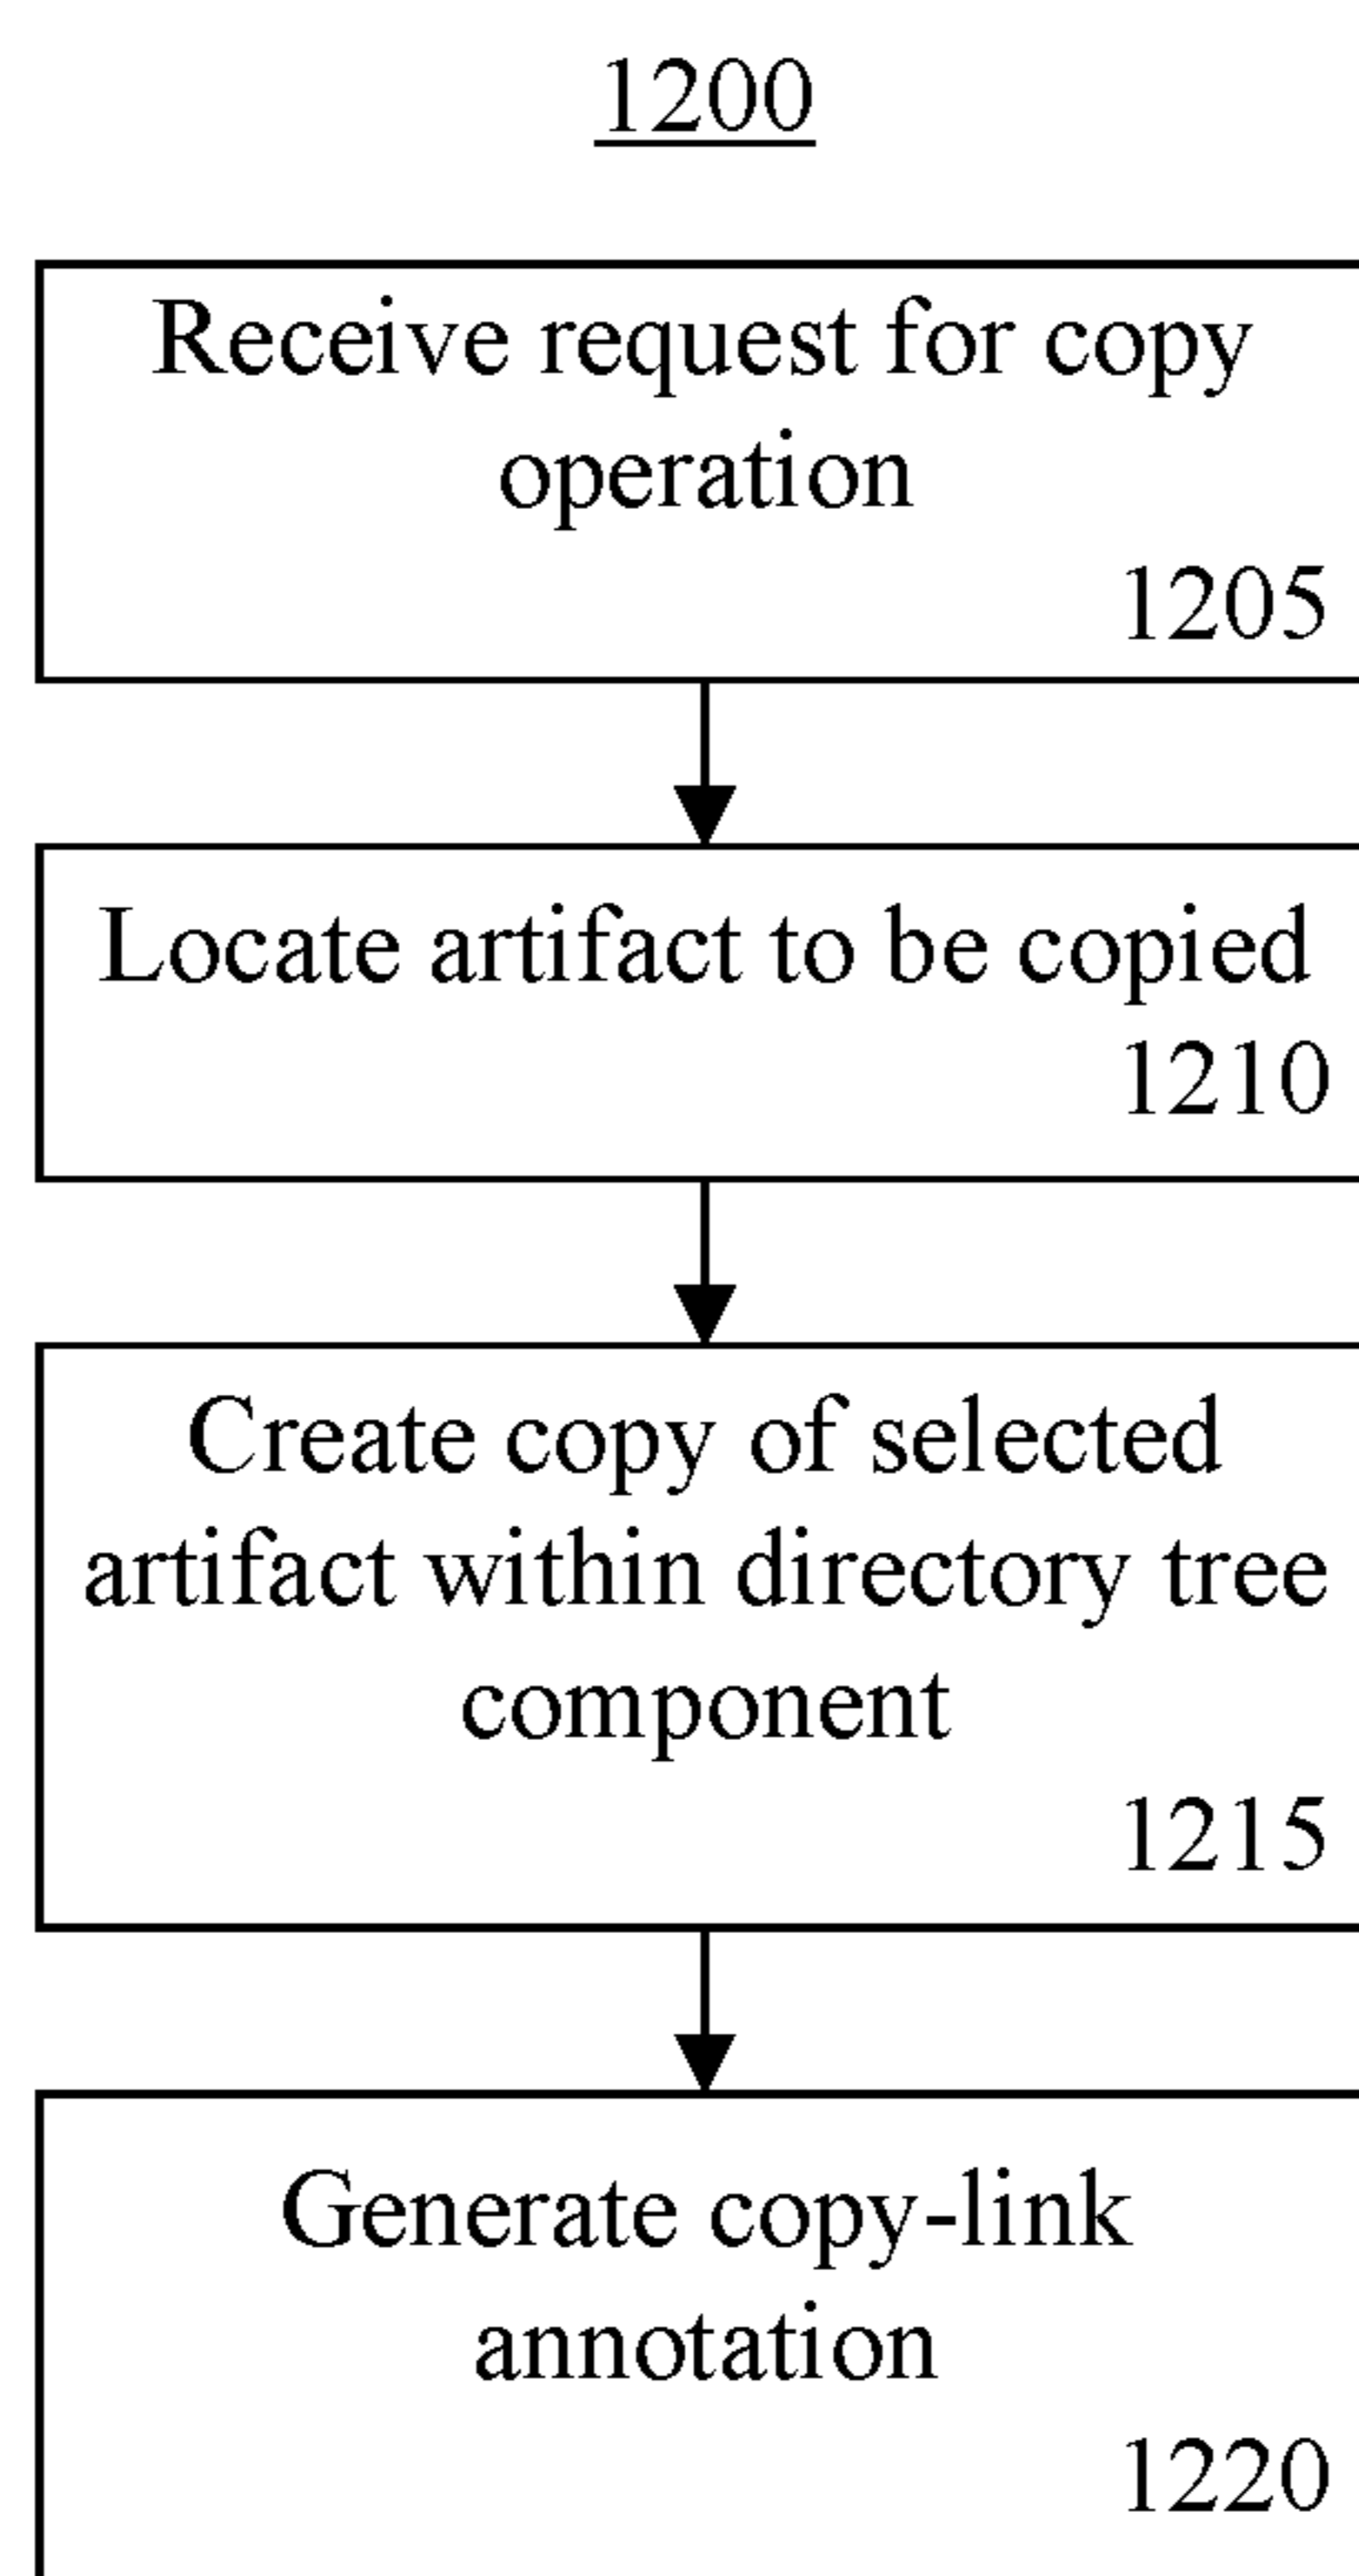 1200
Receive request for copy
operation
1205
Locate artifact to be copied
1210
Create copy of selected
artifact within directory tree
component
1215
Generate copy-link
annotation
1220